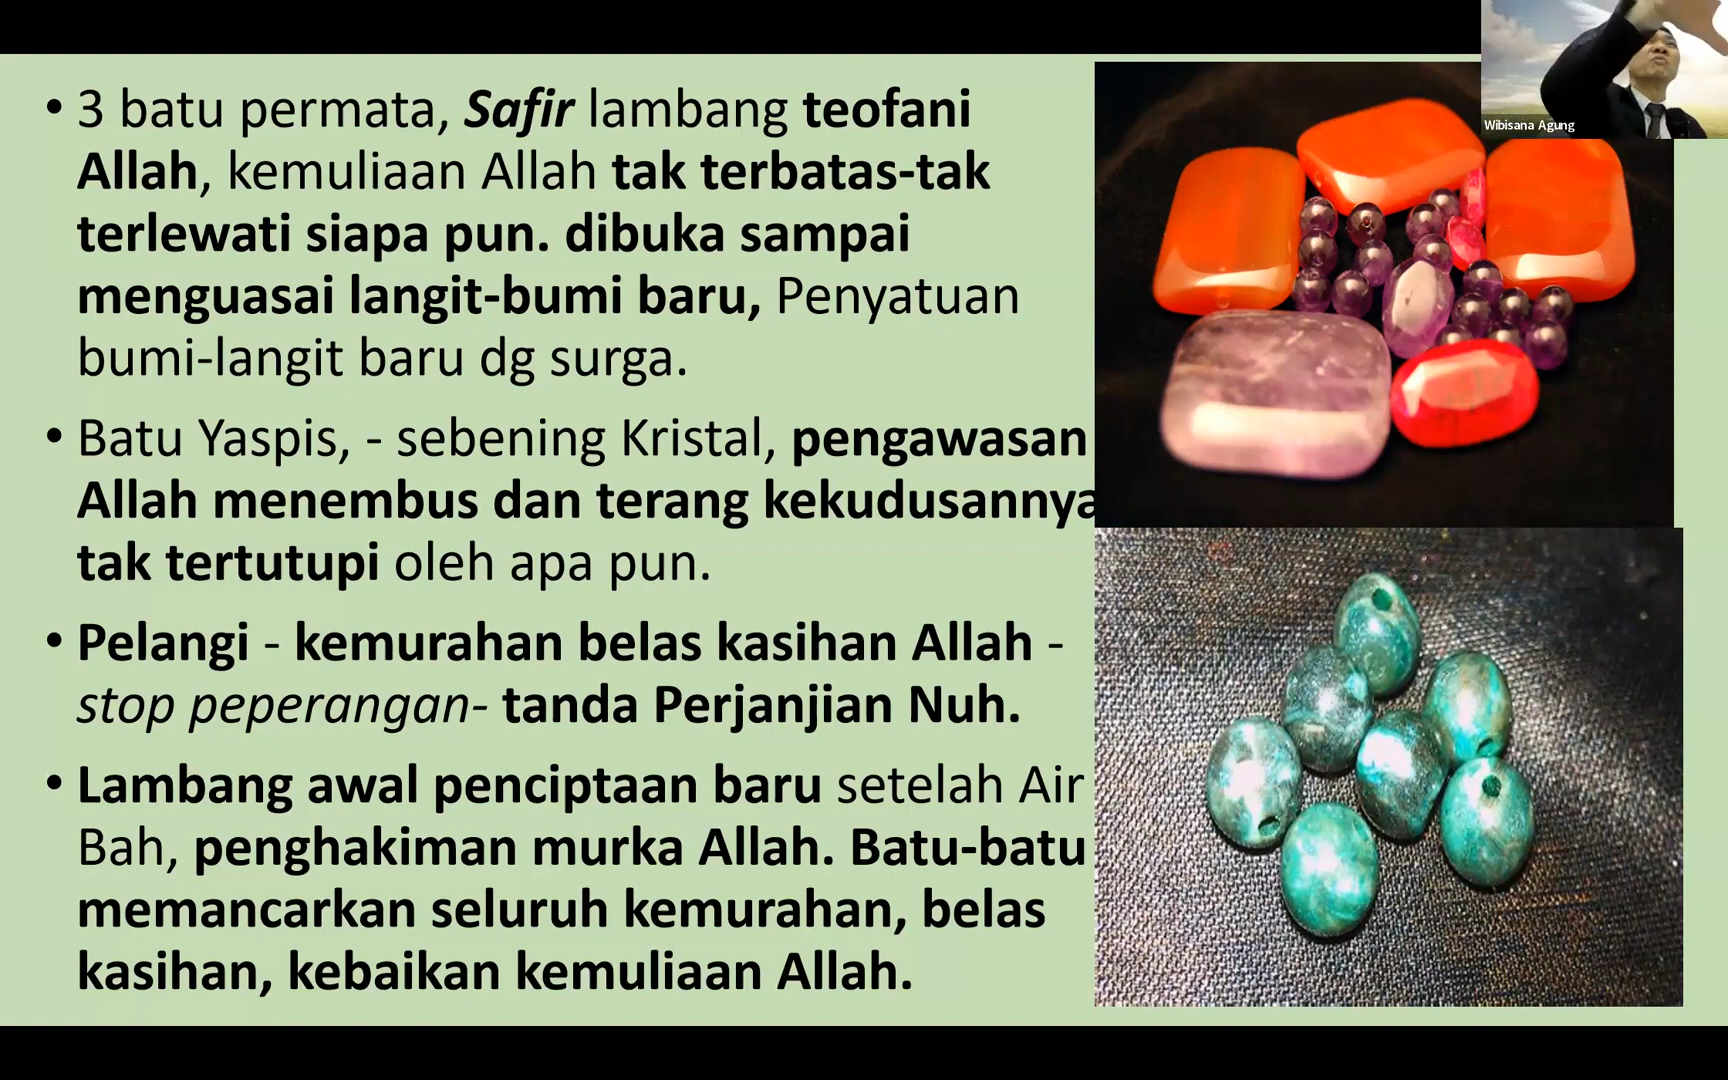 • 3 batu permata, Safir lambang teofani
Allah, kemuliaan Allah tak terbatas-tak
terlewati siapa pun. dibuka sampai
menguasai langit-bumi baru, Penyatuan
bumi-langit baru dg surga.
• Batu Yaspis, - sebening Kristal, pengawasan
Allah menembus dan terang kekudusannya
tak tertutupi oleh apa pun.
• Pelangi - kemurahan belas kasihan Allah -
stop peperangan- tanda Perjanjian Nuh.
• Lambang awal penciptaan baru setelah Air
Bah, penghakiman murka Allah. Batu-batu
memancarkan seluruh kemurahan, belas
kasihan, kebaikan kemuliaan Allah.
Wibisana Agung